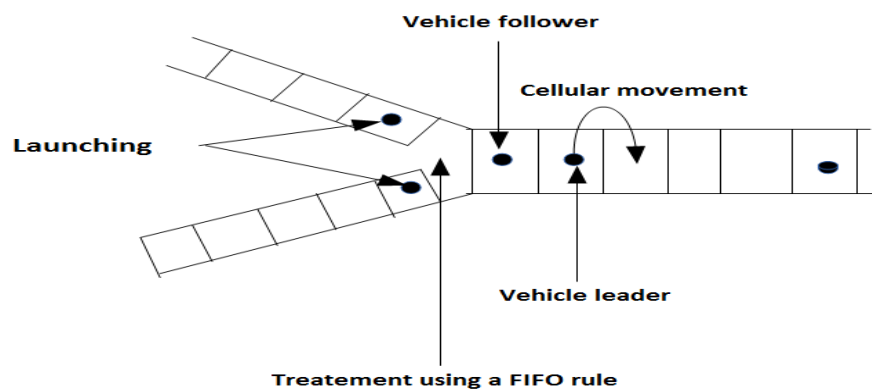 Vehicle follower
Cellular movement
Launching
Vehicle leader
Treatement using a FIFO rule